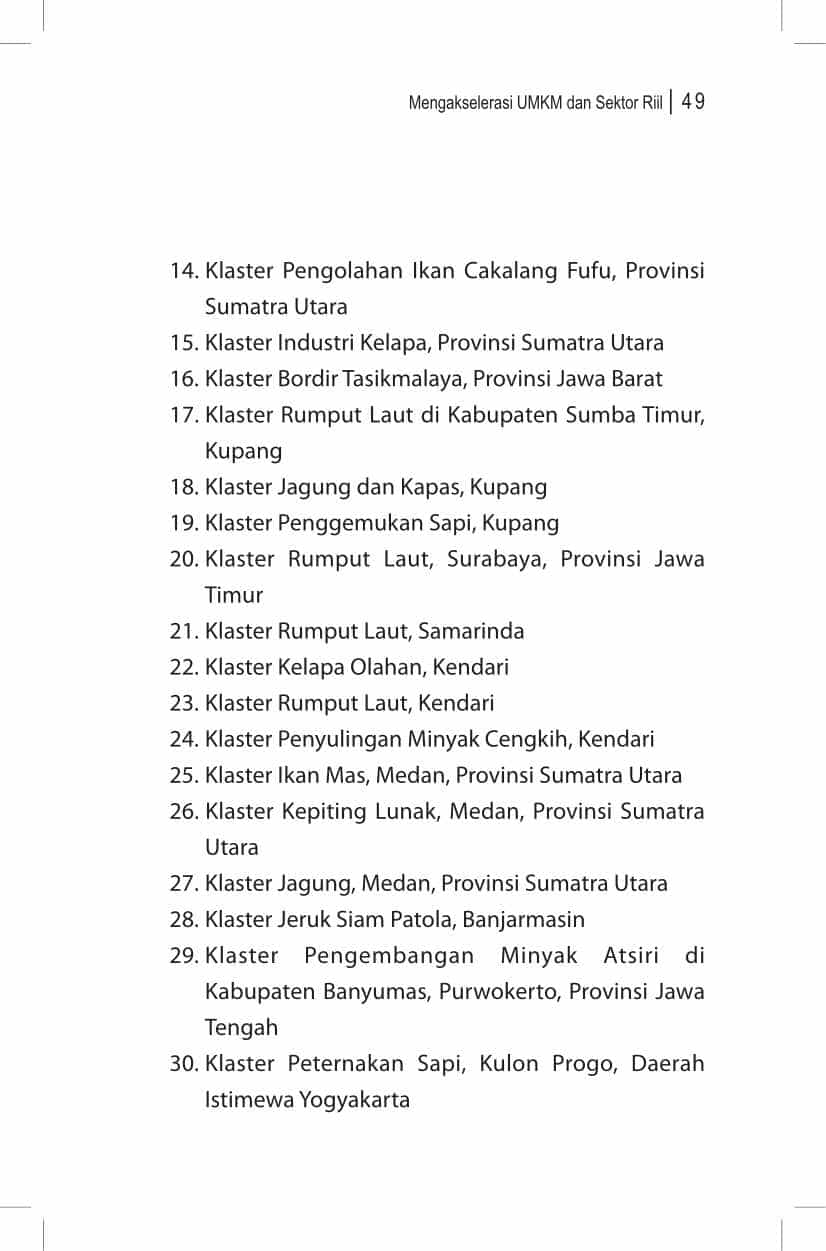 Mengakselerasi UMKM dan Sektor Riil | 49
14. Klaster Pengolahan Ikan Cakalang Fufu, Provinsi
Sumatra Utara
15. Klaster Industri Kelapa, Provinsi Sumatra Utara
16. Klaster Bordir Tasikmalaya, Provinsi Jawa Barat
17. Klaster Rumput Laut di Kabupaten Sumba Timur,
Kupang
18. Klaster Jagung dan Kapas, Kupang
19. Klaster Penggemukan Sapi, Kupang
20. Klaster Rumput Laut, Surabaya, Provinsi Jawa
Timur
21. Klaster Rumput Laut, Samarinda
22. Klaster Kelapa Olahan, Kendari
23. Klaster Rumput Laut, Kendari
24. Klaster Penyulingan Minyak Cengkih, Kendari
25. Klaster Ikan Mas, Medan, Provinsi Sumatra Utara
26. Klaster Kepiting Lunak, Medan, Provinsi Sumatra
Utara
27. Klaster Jagung, Medan, Provinsi Sumatra Utara
28. Klaster Jeruk Siam Patola, Banjarmasin
29. Klaster Pengembangan Minyak Atsiri di
Kabupaten Banyumas, Purwokerto, Provinsi Jawa
Tengah
30. Klaster Peternakan Sapi, Kulon Progo, Daerah
Istimewa Yogyakarta